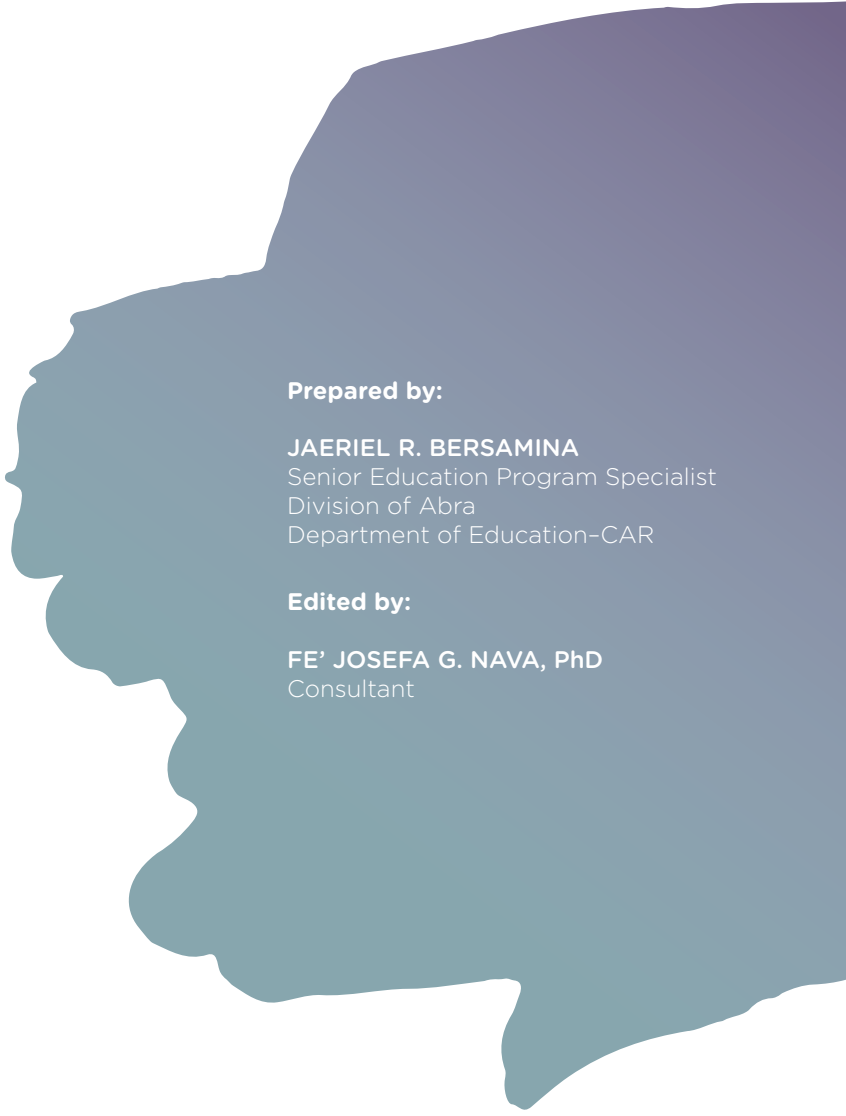 Prepared by:
JAERIEL R. BERSAMINA
Senior Education Program Specialist
Division of Abra
Department of Education–CAR
Edited by:
FE’ JOSEFA G. NAVA, PhD
Consultant